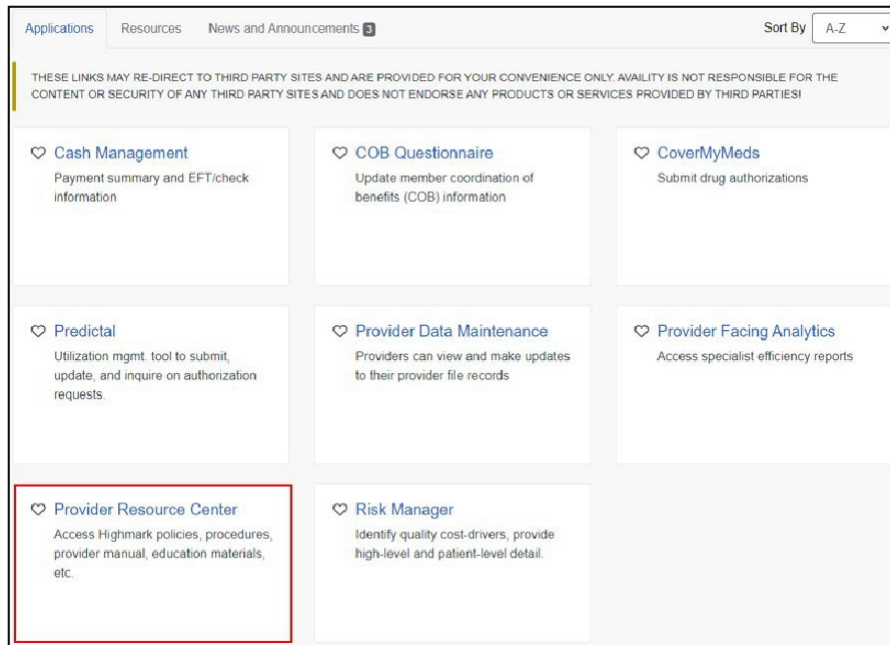 Applications Resources News and Announcements 3 Sort By A-Z
THESE LINKS MAY RE-DIRECT TO THIRD PARTY SITES AND ARE PROVIDED FOR YOUR CONVENIENCE ONLY. AVAILITY IS NOT RESPONSIBLE FOR THE
CONTENT OR SECURITY OF ANY THIRD PARTY SITES AND DOES NOT ENDORSE ANY PRODUCTS OR SERVICES PROVIDED BY THIRD PARTIES!
Cash Management
Payment summary and EFT/check
information
COB Questionnaire
Update member coordination of
benefits (COB) information
CoverMyMeds
Submit drug authorizations
Predictal
Utilization mgmt. tool to submit,
update, and inquire on authorization
requests.
Provider Data Maintenance
Providers can view and make updates
to their provider file records
Provider Facing Analytics
Access specialist efficiency reports
Provider Resource Center
Access Highmark policies, procedures,
provider manual, education materials,
etc.
Risk Manager
Identify quality cost-drivers, provide
high-level and patient-level detail.